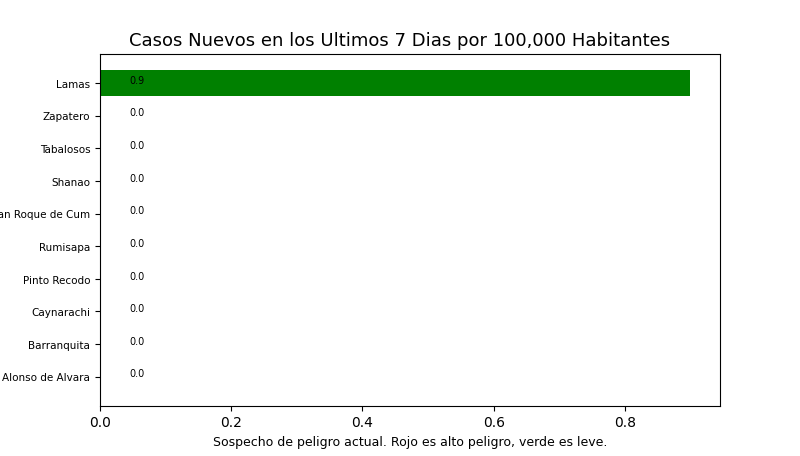 Casos Nuevos en los Ultimos 7 Dias por 100,000 Habitantes
Lamas 0.9
Zapatero 0.0
Tabalosos 0.0
Shanao 0.0
an Roque de Cum 0.0
Rumisapa 0.0
Pinto Recodo 0.0
Caynarachi 0.0
Barranquita 0.0
Alonso de Alvara 0.0
0.0 0.2 0.4 0.6 0.8
Sospecho de peligro actual. Rojo es alto peligro, verde es leve.